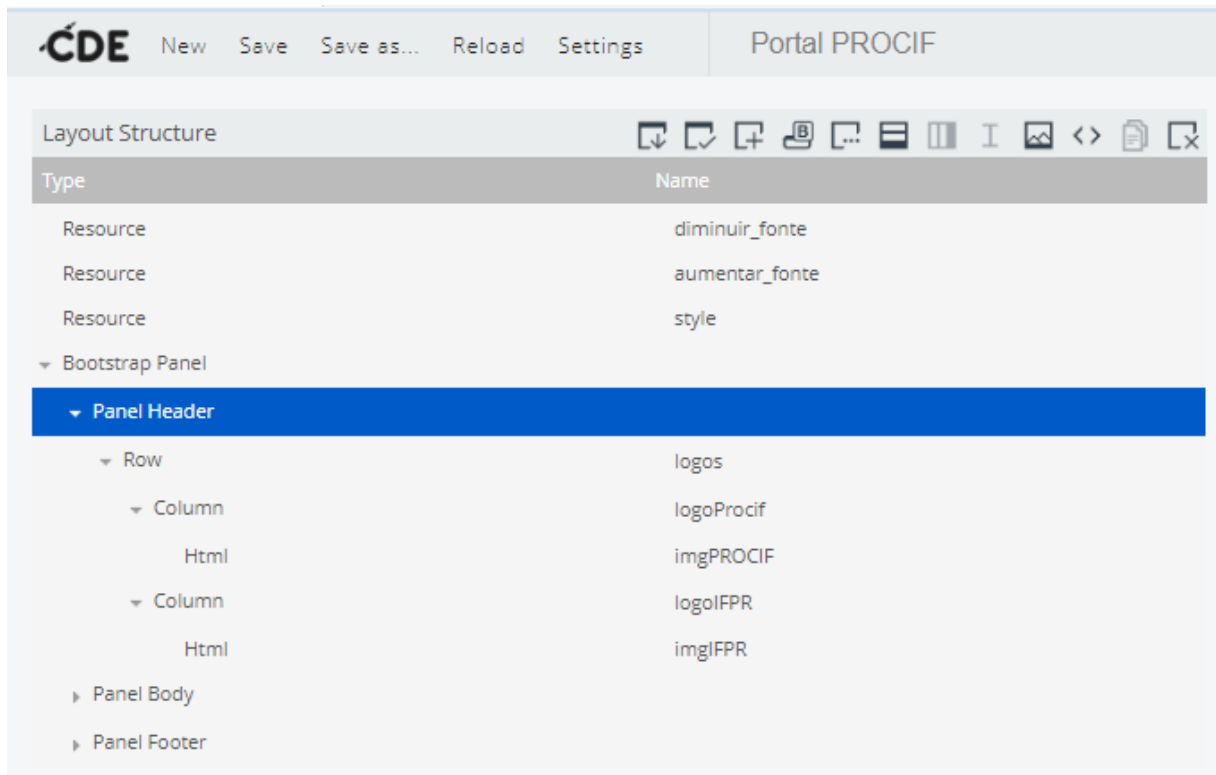 CDE New Save Save as... Reload Settings Portal PROCIF
Layout Structure
Type Name
Resource diminuir_fonte
Resource aumentar_fonte
Resource style
Bootstrap Panel
Panel Header
Row logos
Column logoProcif
Html imgPROCIF
Column logoIFPR
Html imgIFPR
Panel Body
Panel Footer